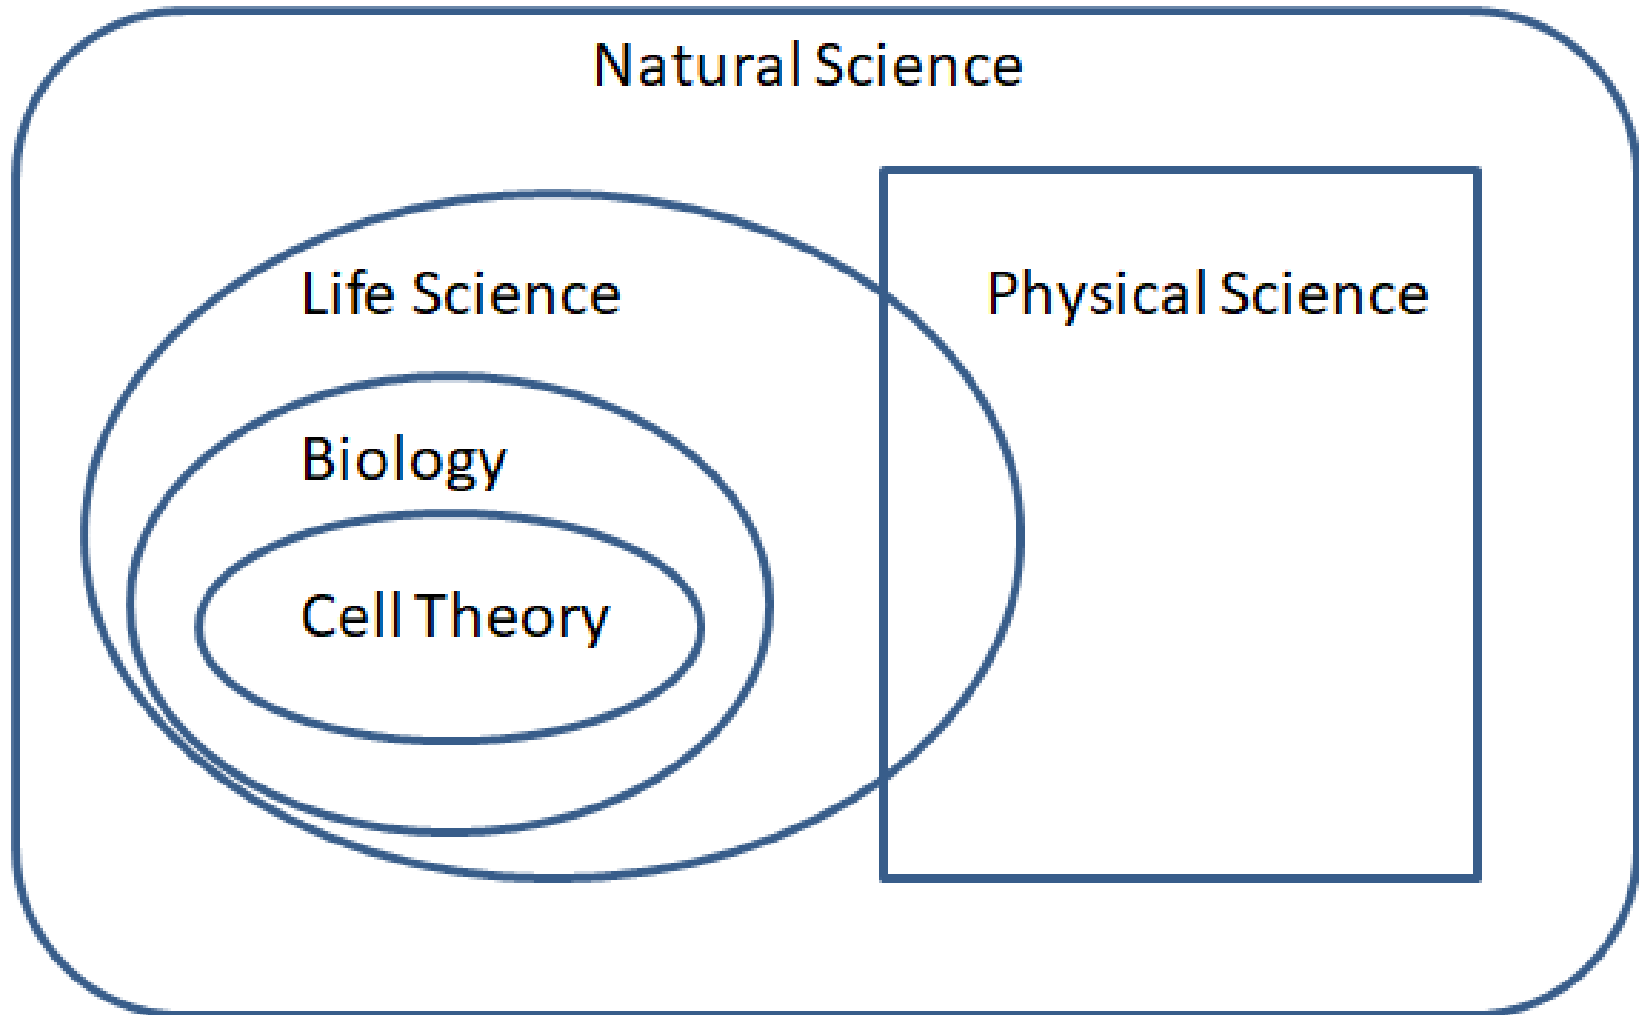 Natural Science
Life Science
Physical Science
Biology
Cell Theory